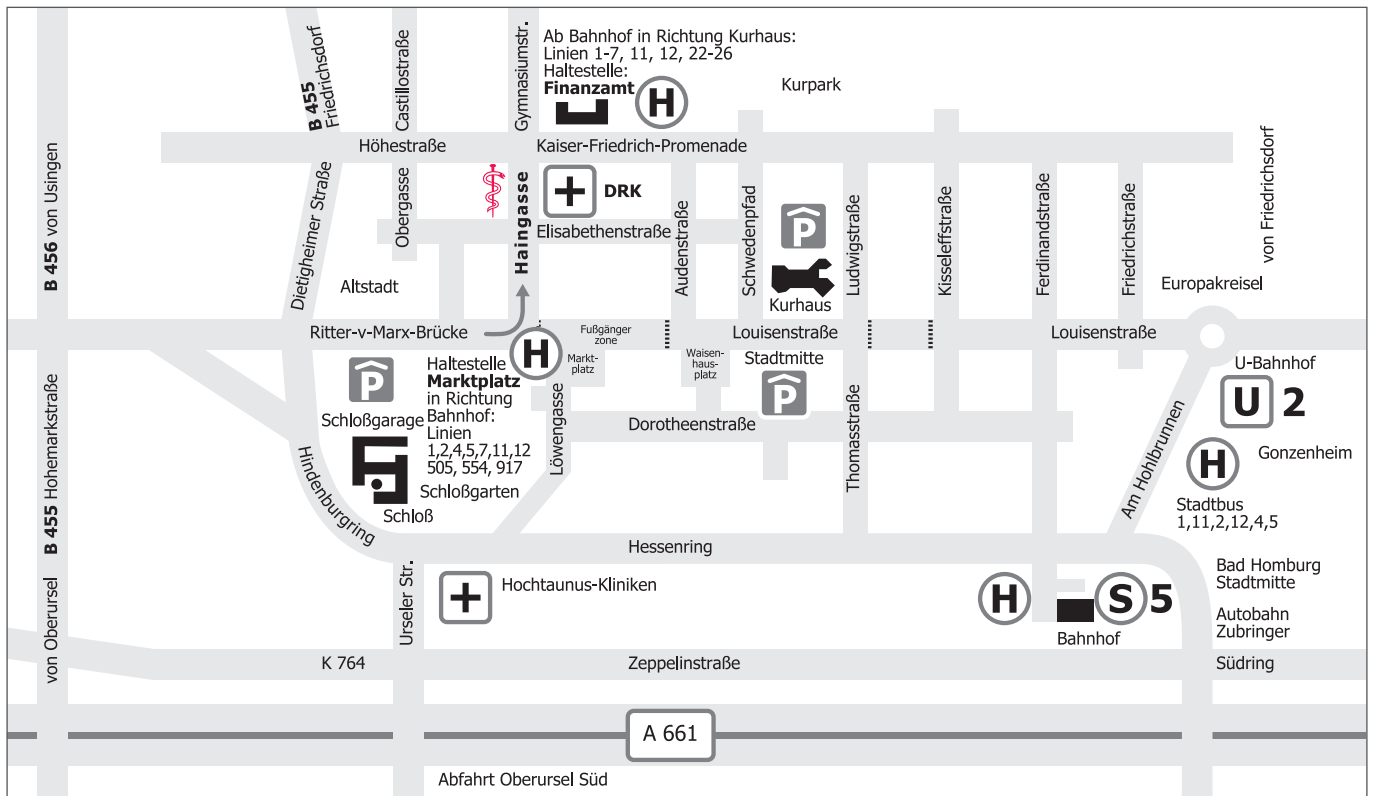 B 455
Friedrichsdorf
Castillostraße
Gymnasiumstr.
Ab Bahnhof in Richtung Kurhaus:
Linien 1-7, 11, 12, 22-26
Haltestelle:
Finanzamt
H
Kurpark
B 456 von Usingen
Höhestraße
Kaiser-Friedrich-Promenade
Dietigheimer Straße
Obergasse
Haingasse
DRK
Elisabethenstraße
Audenstraße
Schwedenpfad
P
Kurhaus
Ludwigstraße
Kisseleffstraße
Ferdinandstraße
Friedrichstraße
von Friedrichsdorf
Europakreisel
Altstadt
Ritter-v-Marx-Brücke
Fußgänger
zone
Louisenstraße
Louisenstraße
H
Markt-
platz
Waisen-
haus-
platz
Stadtmitte
P
U-Bahnhof
U 2
P
Schloßgarage
Haltestelle
Marktplatz
in Richtung
Bahnhof:
Linien
1,2,4,5,7,11,12
505, 554, 917
Schloßgarten
Schloß
Löwengasse
Dorotheenstraße
Thomasstraße
Am Hohlbrunnen
H
Gonzenheim
Stadtbus
1,11,2,12,4,5
von Oberursel B 455 Hohemarkstraße
Hindenburgring
Hessenring
Urseler Str.
Hochtaunus-Kliniken
H
S 5
Bahnhof
Bad Homburg
Stadtmitte
Autobahn
Zubringer
K 764
Zeppelinstraße
Südring
A 661
Abfahrt Oberursel Süd